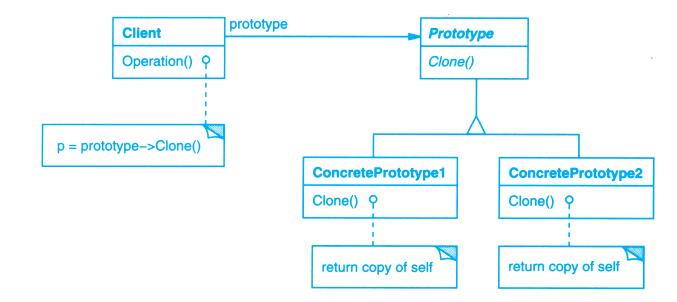 Client
prototype
Prototype
Operation()
Clone()
p = prototype->Clone()
ConcretePrototype1
ConcretePrototype2
Clone()
Clone()
return copy of self
return copy of self